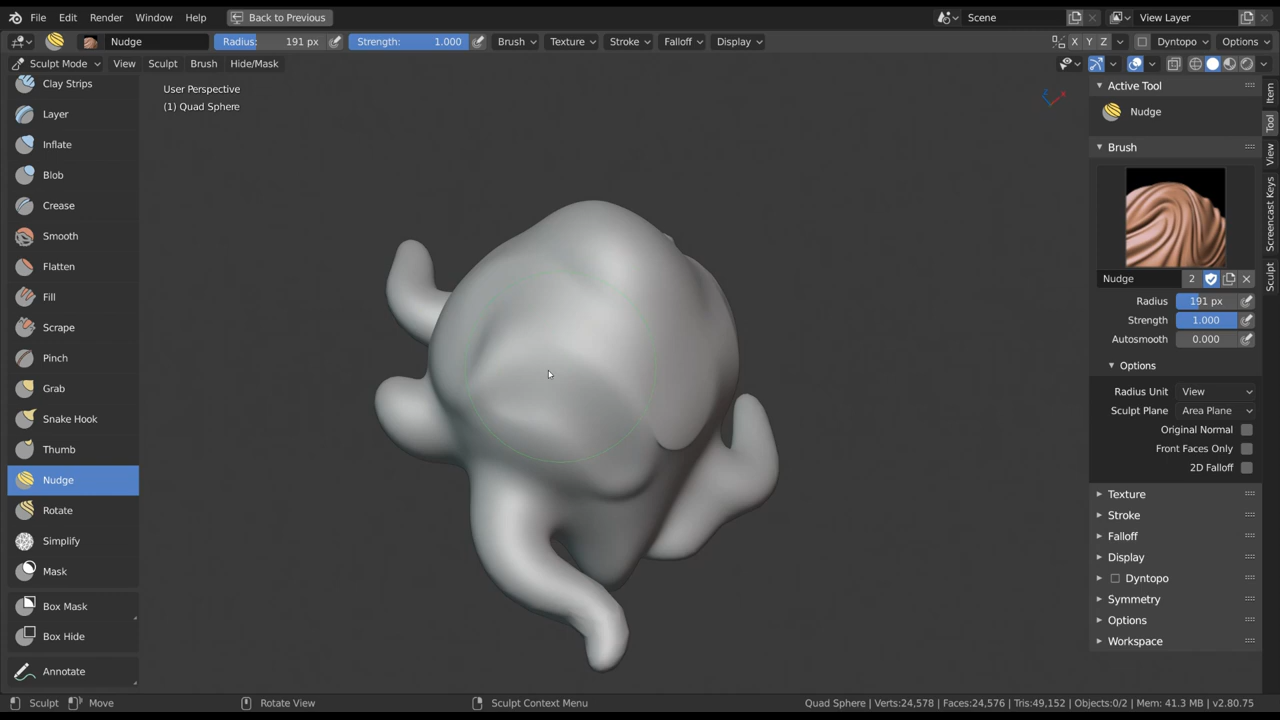 File Edit Render Window Help Back to Previous Scene View Layer
Nudge Radius: 191 px Strength: 1.000 Brush Texture Stroke Falloff Display X Y Z Dyntopo Options
Sculpt Mode View Sculpt Brush Hide/Mask
User Perspective
(1) Quad Sphere
Clay Strips
Layer
Inflate
Blob
Crease
Smooth
Flatten
Fill
Scrape
Pinch
Grab
Snake Hook
Thumb
Nudge
Rotate
Simplify
Mask
Box Mask
Box Hide
Annotate
Active Tool
Nudge
Brush
Nudge 2
Radius 191 px
Strength 1.000
Autosmooth 0.000
Options
Radius Unit View
Sculpt Plane Area Plane
Original Normal
Front Faces Only
2D Falloff
Texture
Stroke
Falloff
Display
Dyntopo
Symmetry
Options
Workspace
Item
Tool
View
Screencast Keys
Sculpt
Sculpt Move Rotate View Sculpt Context Menu Quad Sphere | Verts:24,578 | Faces:24,576 | Tris:49,152 | Objects:0/2 | Mem: 41.3 MB | v2.80.75